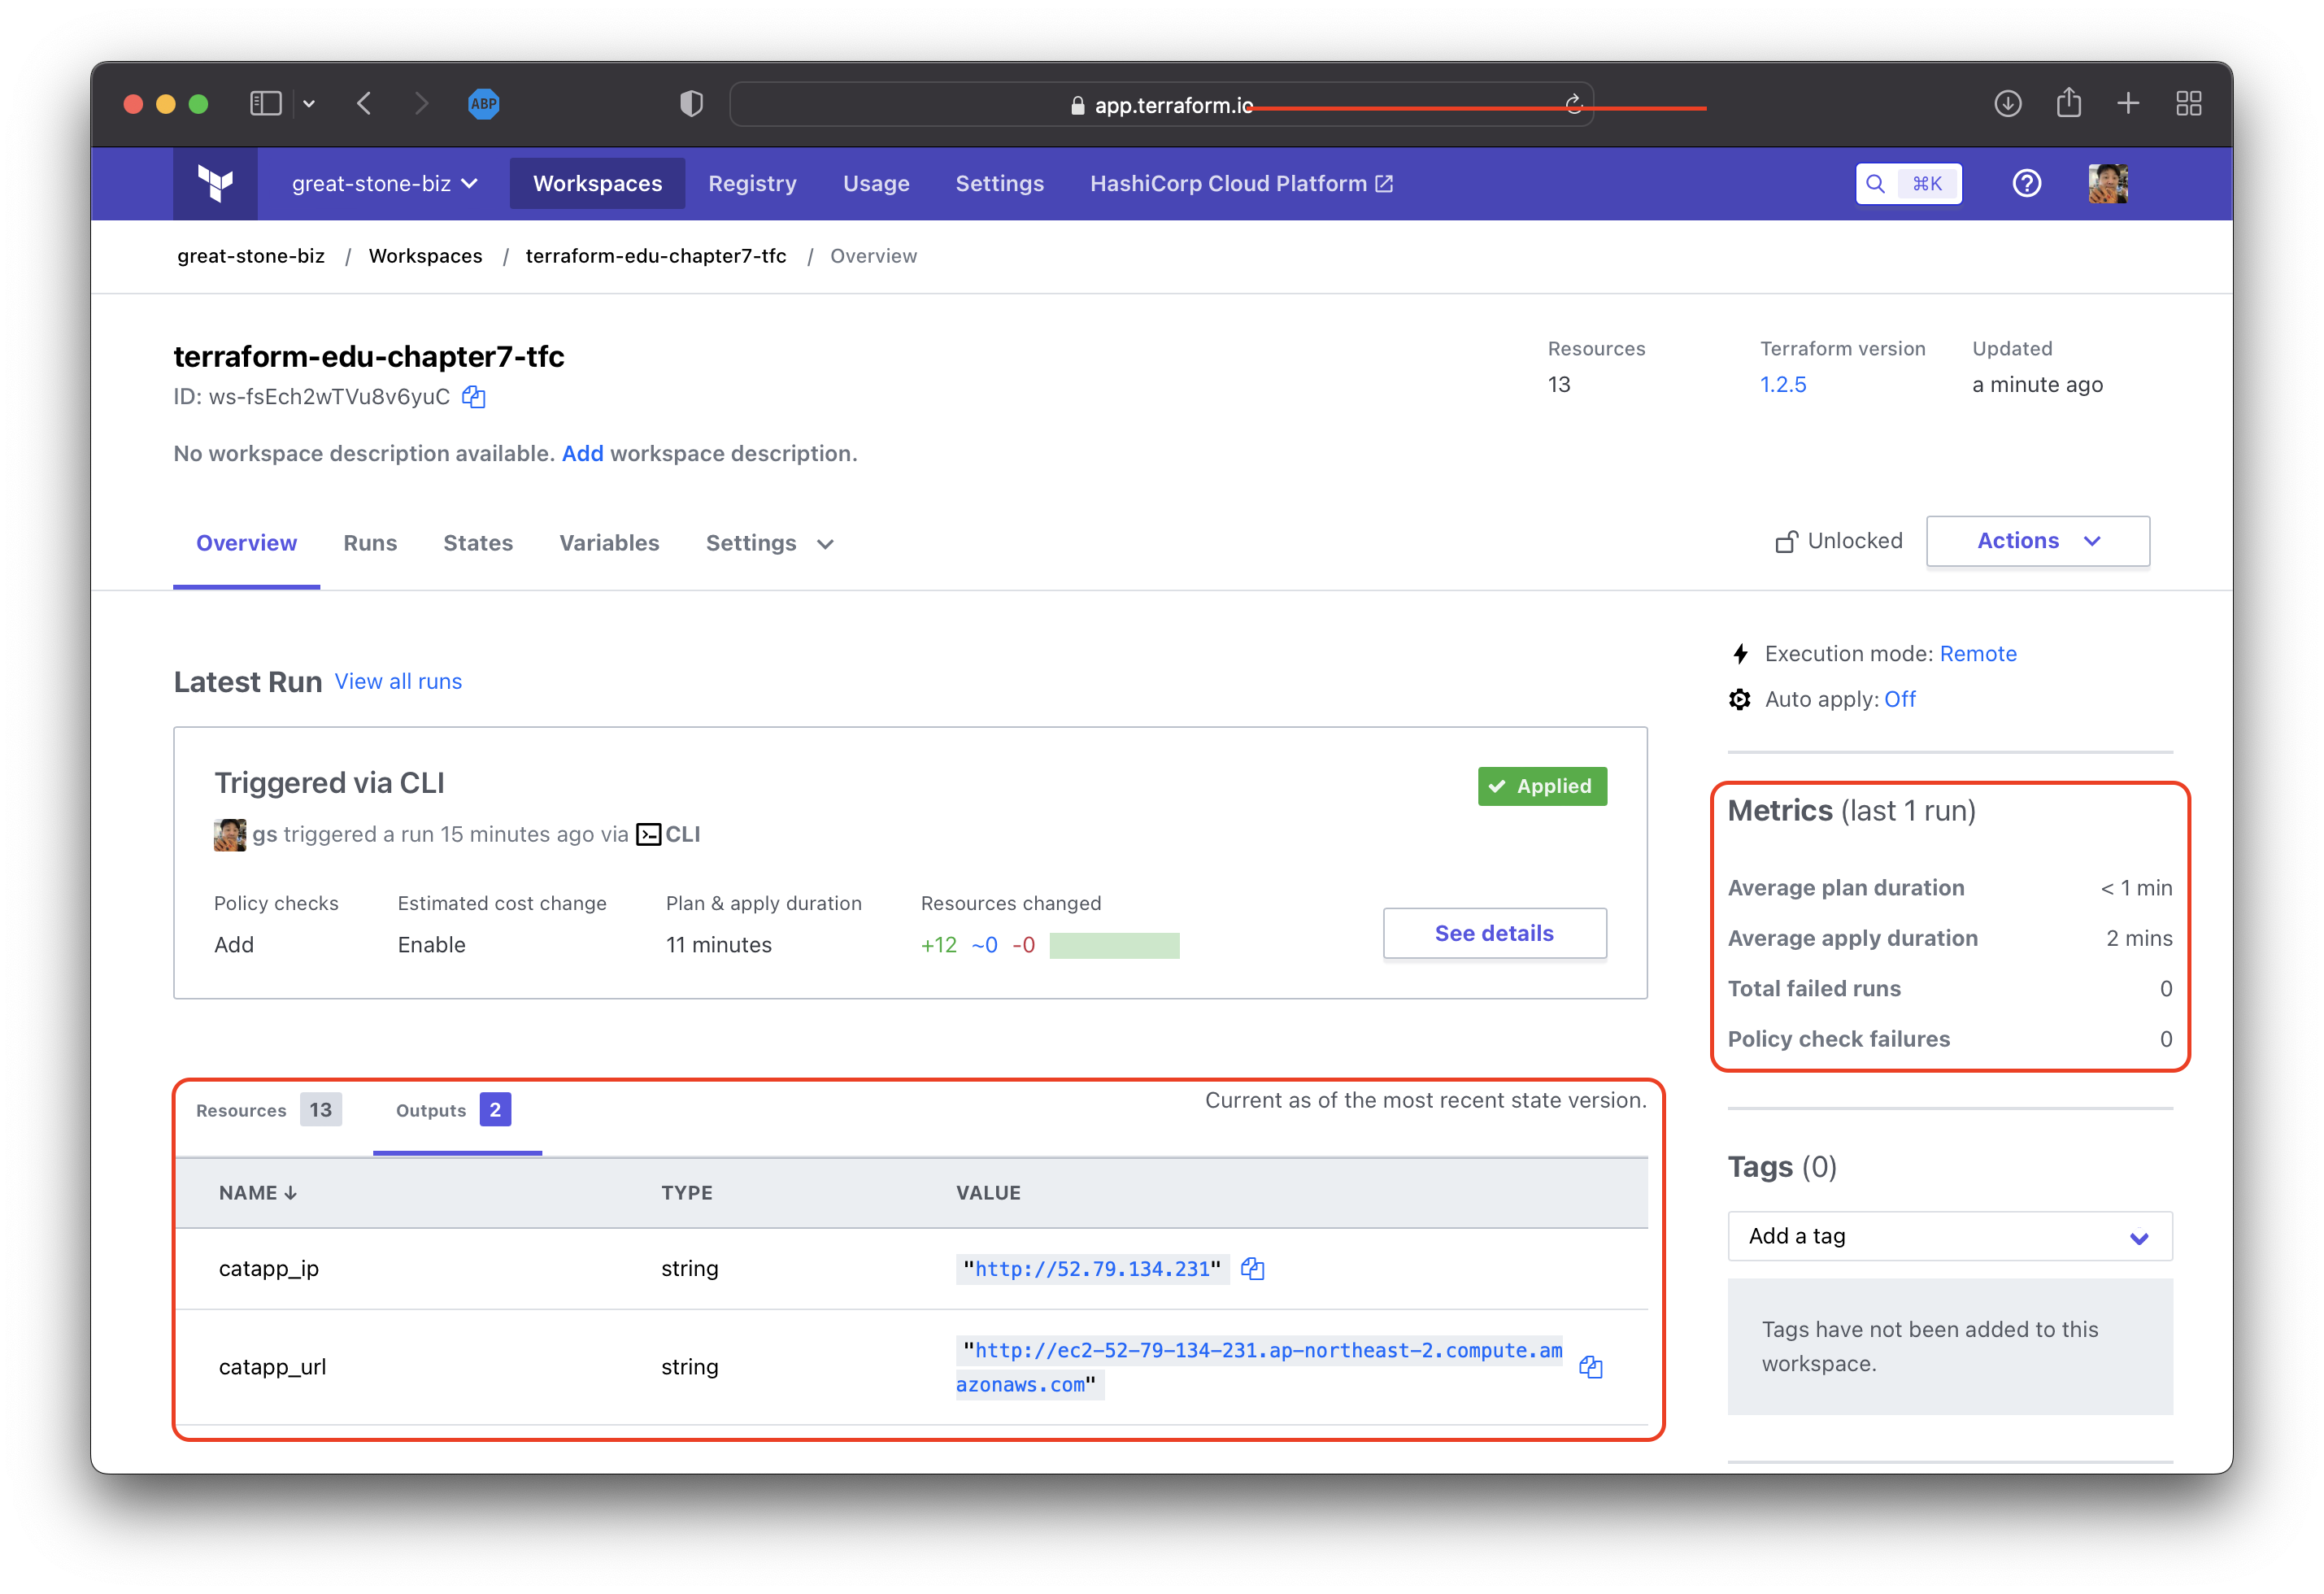 ABP
app.terraform.io
great-stone-biz
Workspaces
Registry
Usage
Settings
HashiCorp Cloud Platform
⌘K
great-stone-biz / Workspaces / terraform-edu-chapter7-tfc / Overview
terraform-edu-chapter7-tfc
ID: ws-fsEch2wTVu8v6yuC
No workspace description available. Add workspace description.
Resources
13
Terraform version
1.2.5
Updated
a minute ago
Overview
Runs
States
Variables
Settings
Unlocked
Actions
Latest Run View all runs
Triggered via CLI
Applied
gs triggered a run 15 minutes ago via CLI
Policy checks
Add
Estimated cost change
Enable
Plan & apply duration
11 minutes
Resources changed
+12 ~0 -0
See details
Resources 13
Outputs 2
Current as of the most recent state version.
NAME ↓ TYPE VALUE
catapp_ip string "http://52.79.134.231"
catapp_url string "http://ec2-52-79-134-231.ap-northeast-2.compute.am
azonaws.com"
Execution mode: Remote
Auto apply: Off
Metrics (last 1 run)
Average plan duration < 1 min
Average apply duration 2 mins
Total failed runs 0
Policy check failures 0
Tags (0)
Add a tag
Tags have not been added to this
workspace.